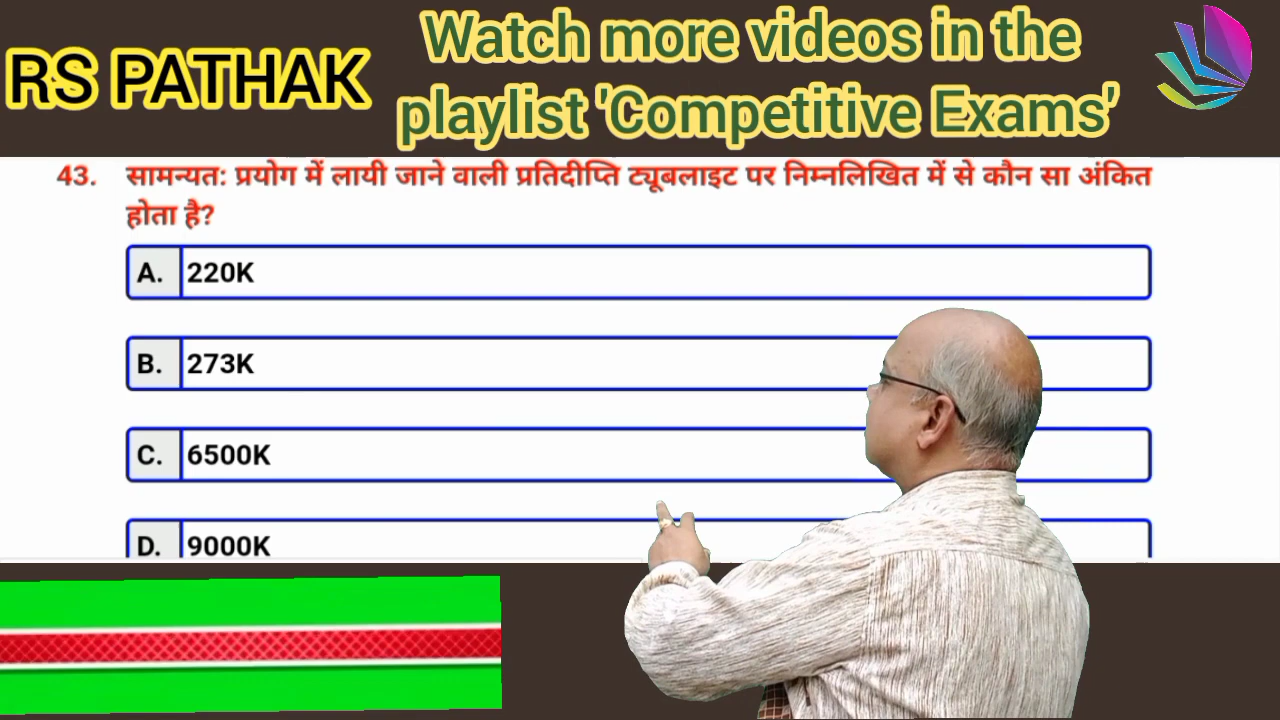 RS PATHAK
Watch more videos in the
playlist 'Competitive Exams'
43. सामन्यत: प्रयोग में लायी जाने वाली प्रतिदीप्ति ट्यूबलाइट पर निम्नलिखित में से कौन सा अंकित
होता है?
A. 220K
B. 273K
C. 6500K
D. 9000K